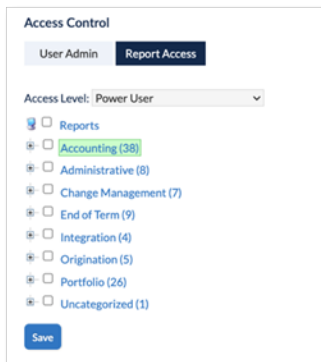 Access Control
User Admin Report Access
Access Level: Power User
Reports
Accounting (38)
Administrative (8)
Change Management (7)
End of Term (9)
Integration (4)
Origination (5)
Portfolio (26)
Uncategorized (1)
Save